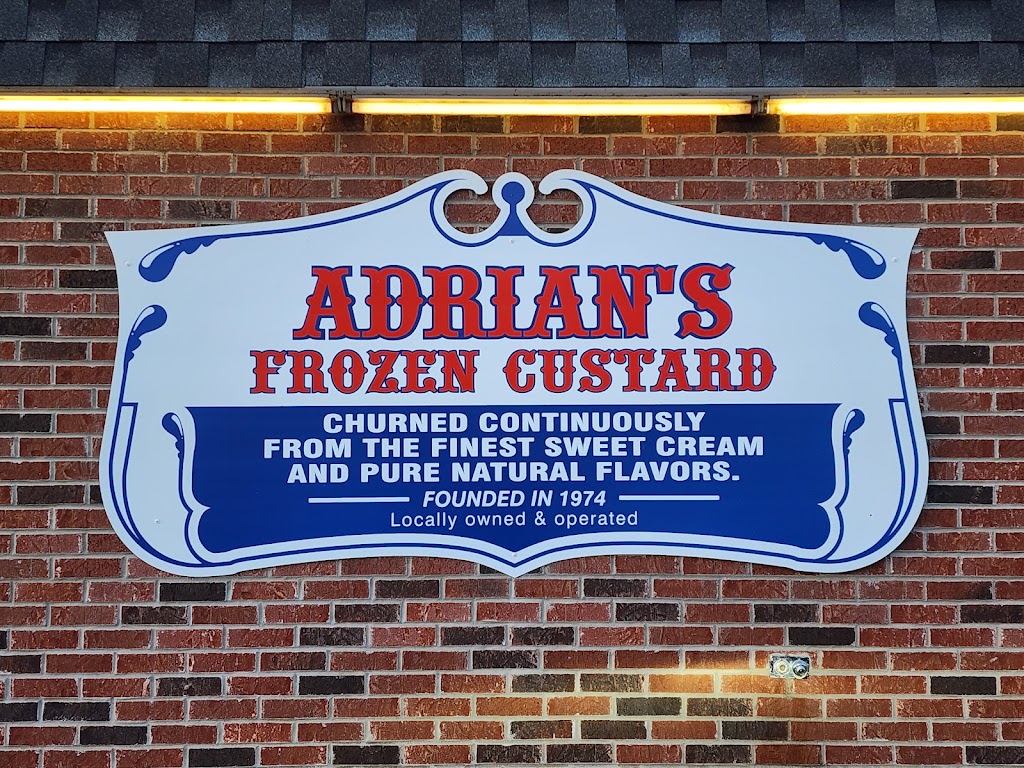 ADRIAN'S
FROZEN CUSTARD
CHURNED CONTINUOUSLY
FROM THE FINEST SWEET CREAM
AND PURE NATURAL FLAVORS.
FOUNDED IN 1974
Locally owned & operated